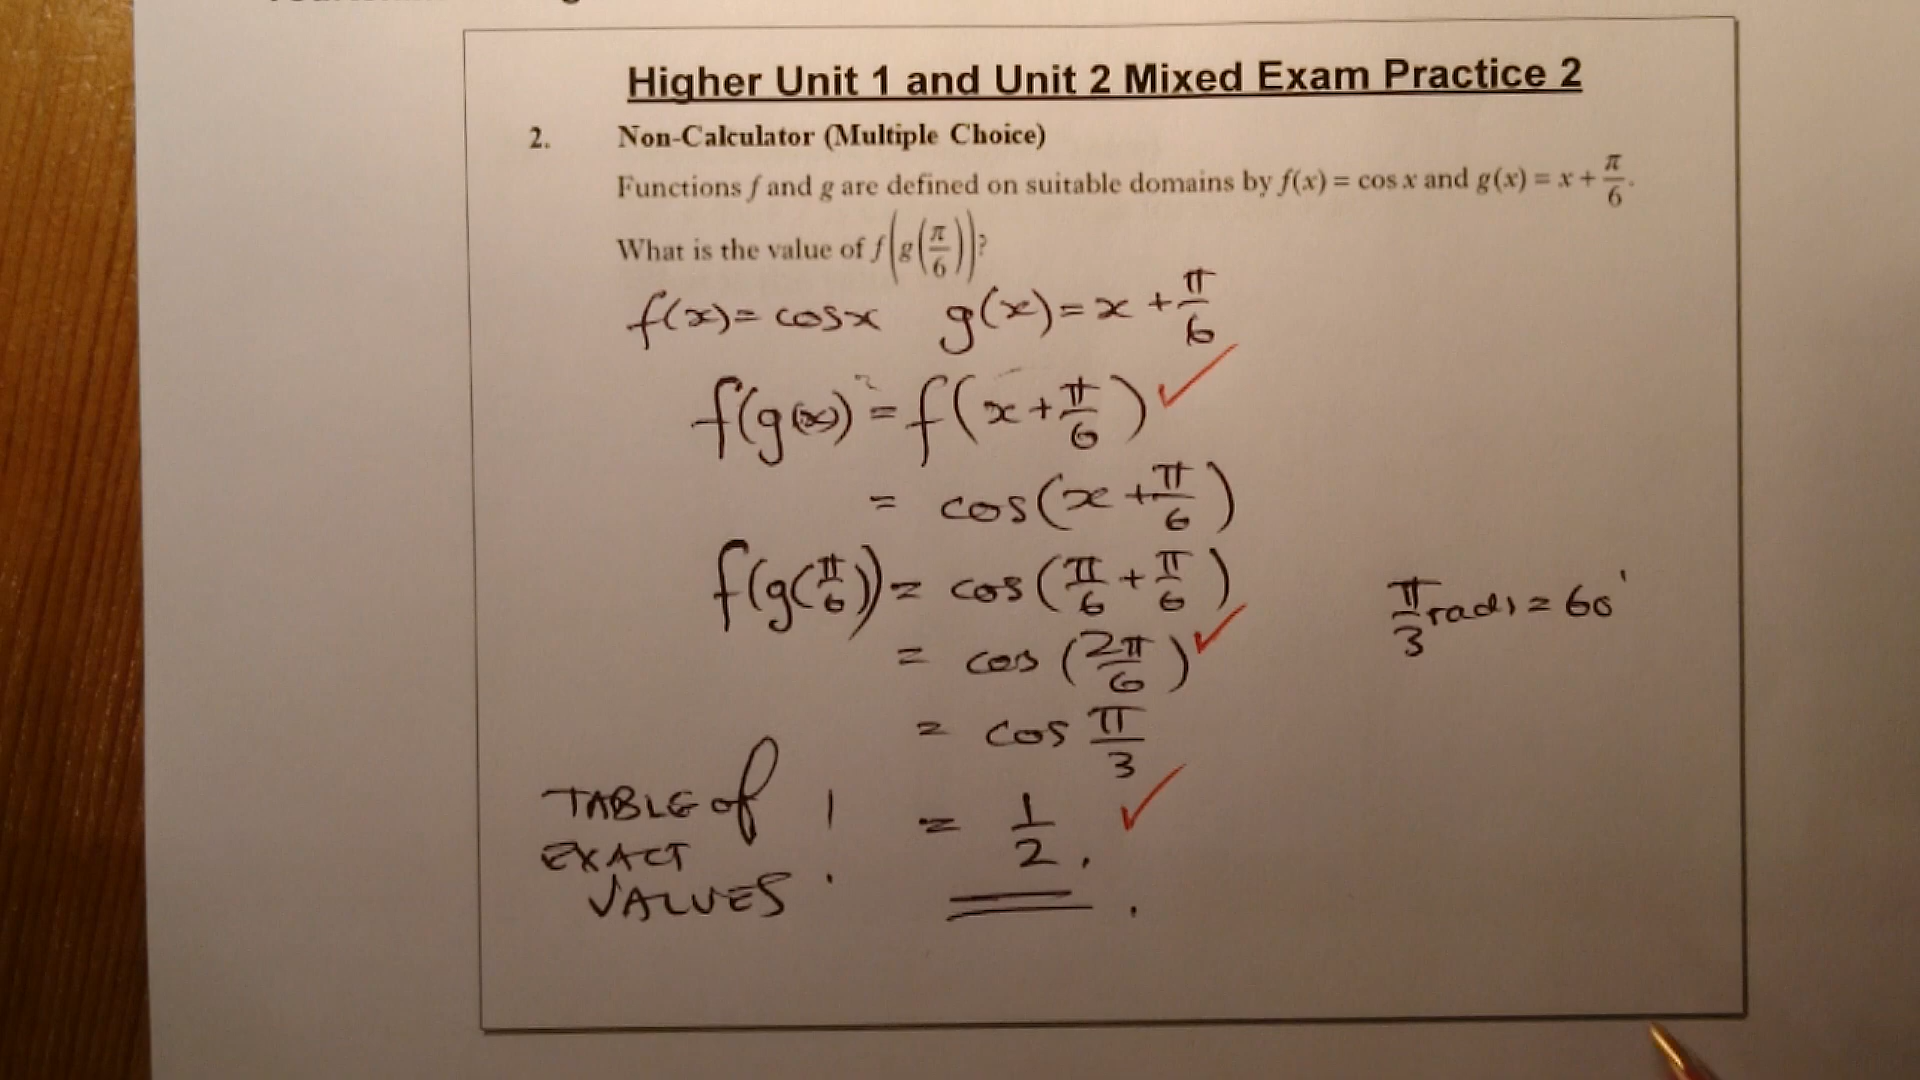 Higher Unit 1 and Unit 2 Mixed Exam Practice 2
2. Non-Calculator (Multiple Choice)
Functions f and g are defined on suitable domains by f(x) = cos x and g(x) = x + π/6.
What is the value of f(g(π/6))?
f(x) = cosx g(x) = x + π/6
f(g(x)) = f(x + π/6) ✓
= cos(x + π/6)
f(g(π/6)) = cos(π/6 + π/6)
π/3 rads = 60°
= cos(2π/6) ✓
= cos π/3
TABLE of
EXACT
VALUES
= 1/2. ✓